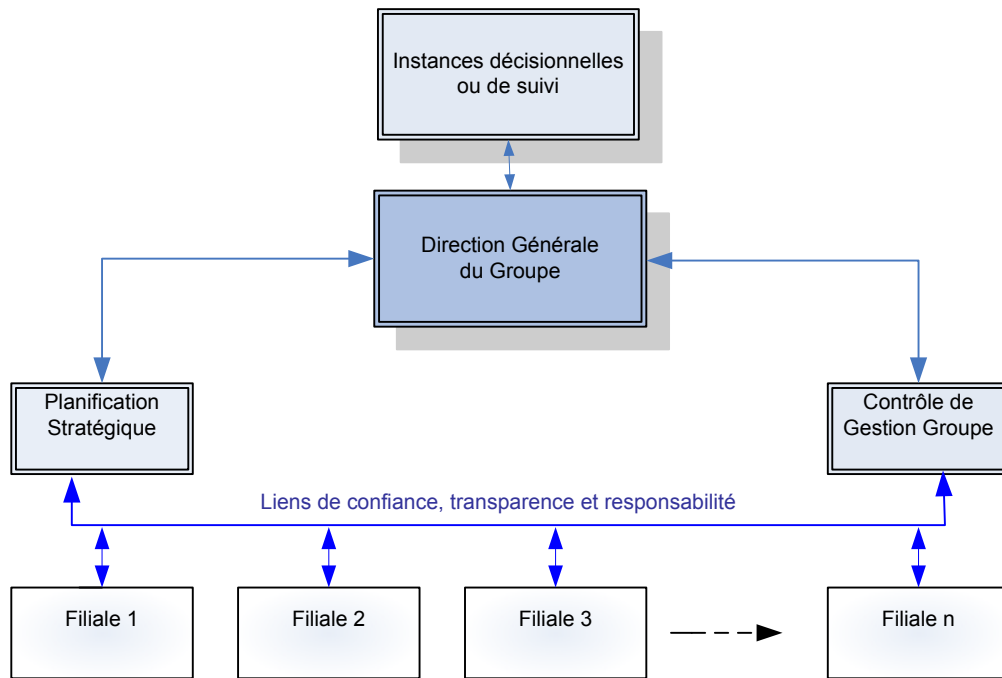 Instances décisionnelles
ou de suivi
Direction Générale
du Groupe
Planification
Stratégique
Contrôle de
Gestion Groupe
Liens de confiance, transparence et responsabilité
Filiale 1
Filiale 2
Filiale 3
Filiale n